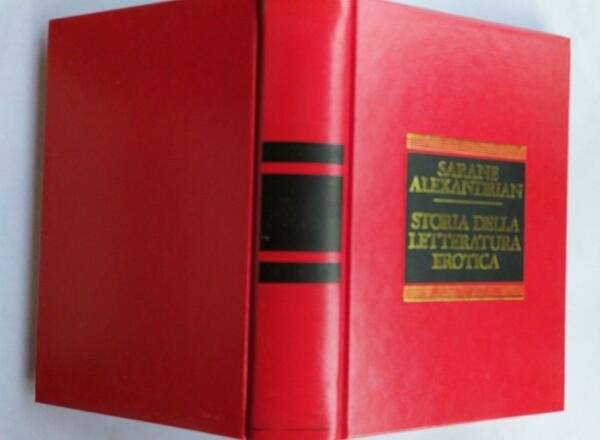 SARANE
ALEXANDRIAN
STORIA DELLA
LETTERATURA
EROTICA